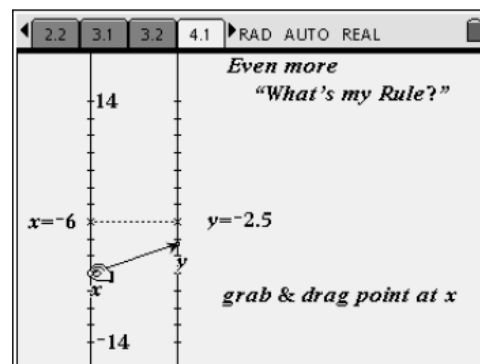 2.2 3.1 3.2 4.1 RAD AUTO REAL
Even more
“What’s my Rule?”
14
x=⁻6 y=⁻2.5
y
x
grab & drag point at x
⁻14